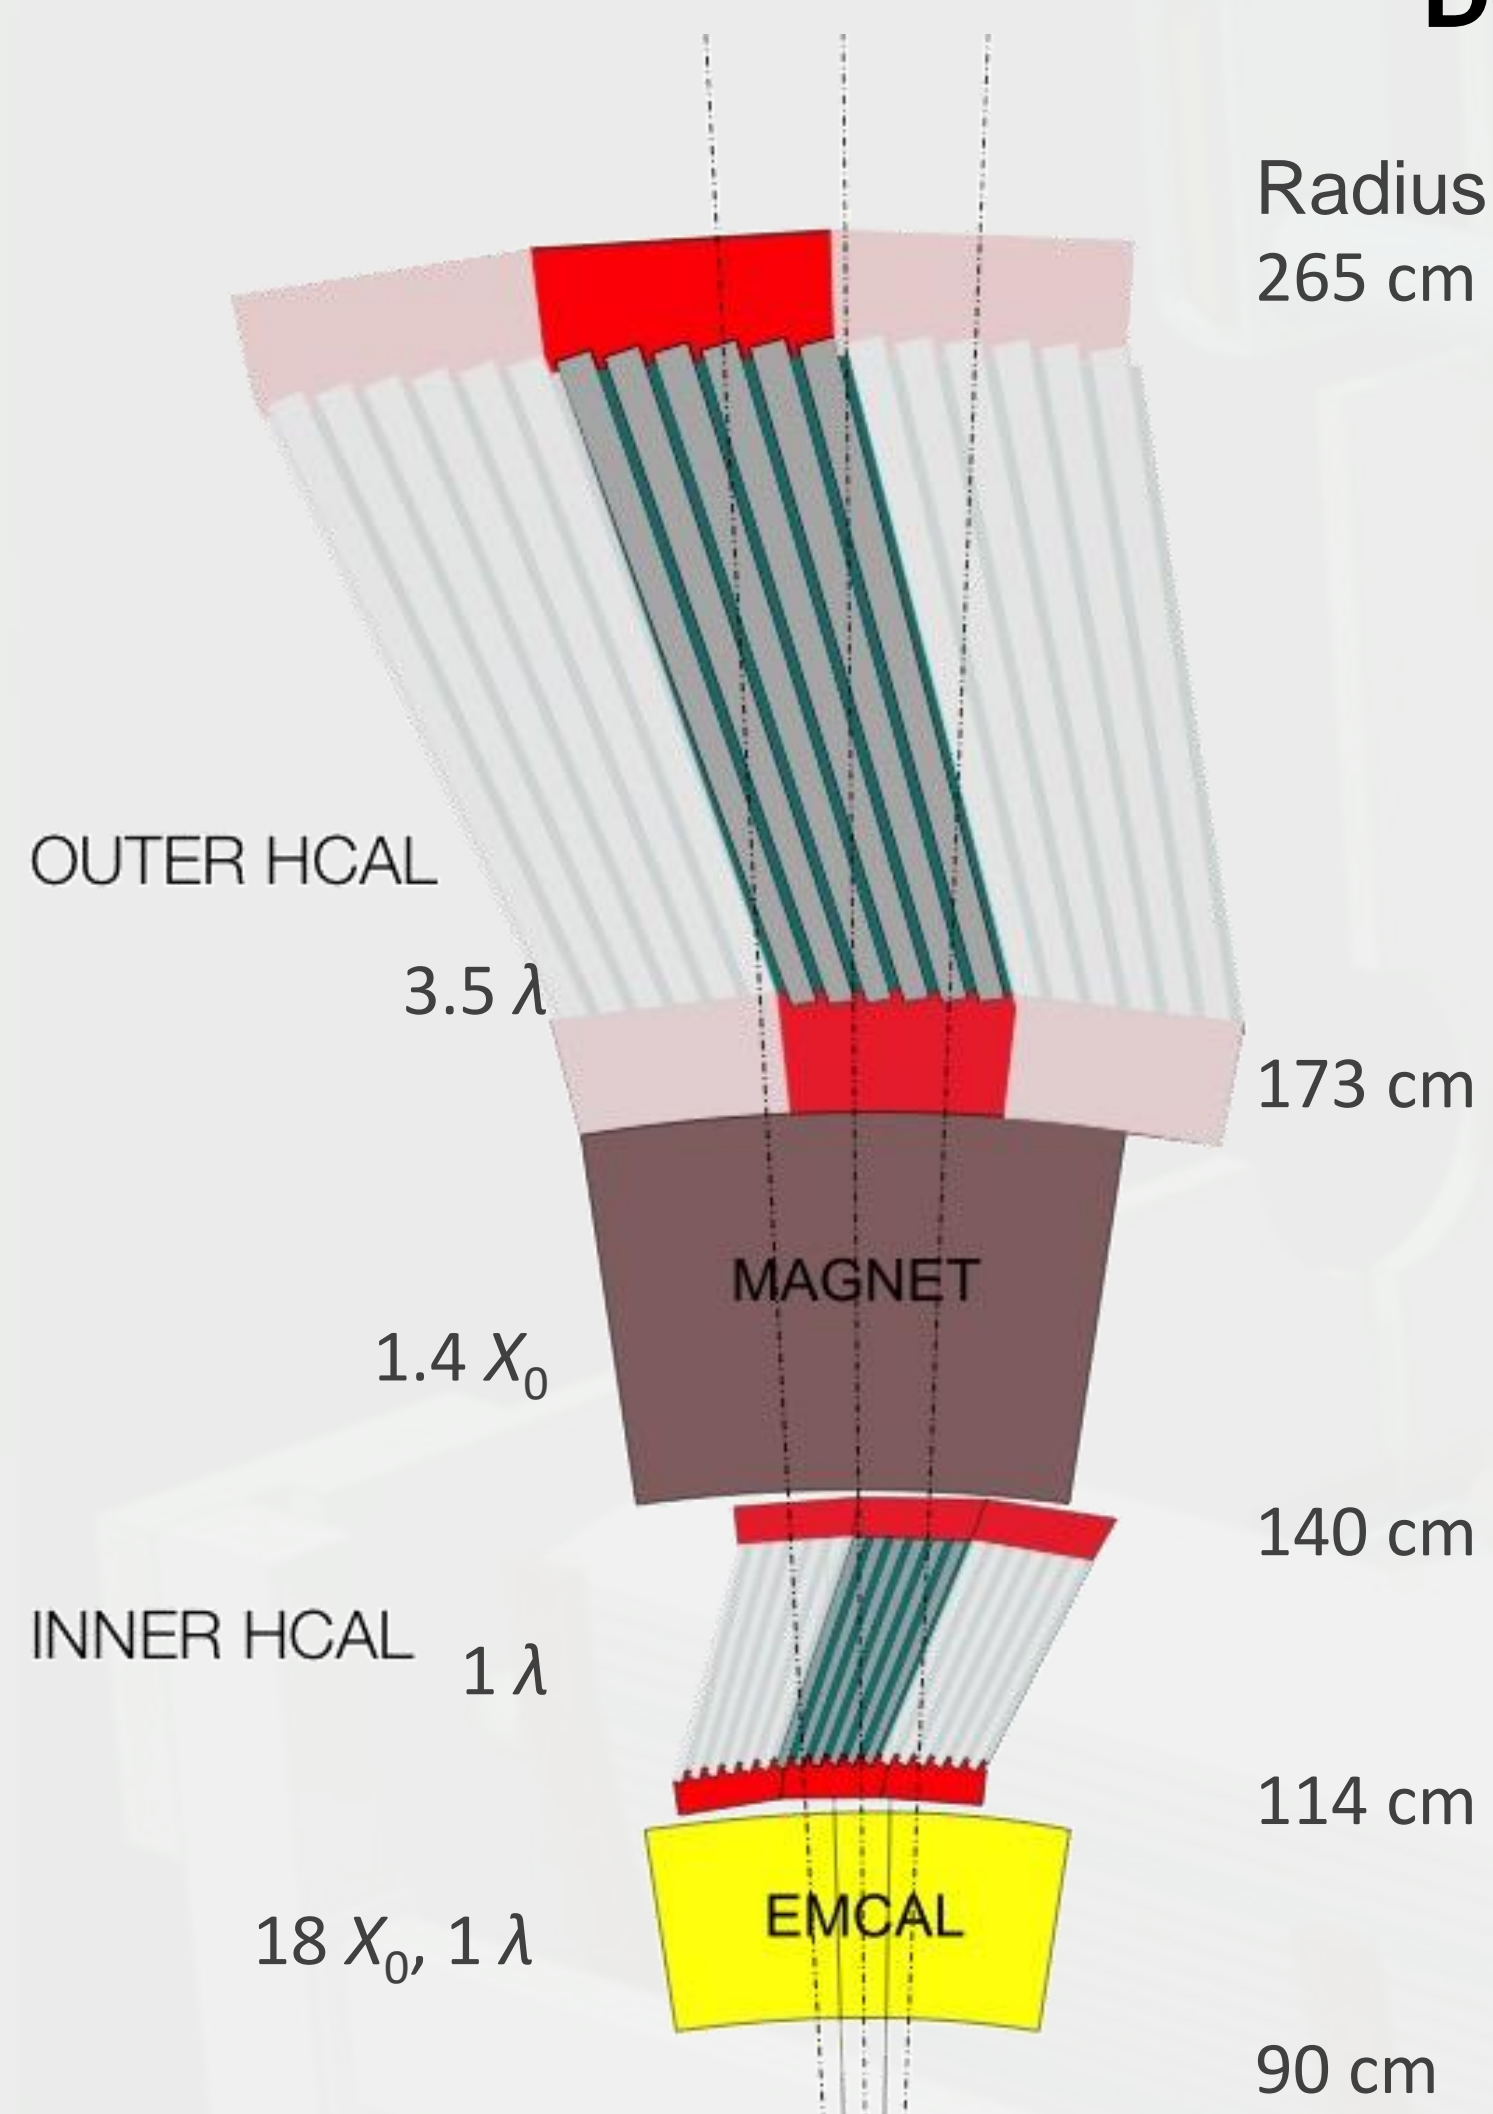 D
Radius
265 cm
OUTER HCAL
3.5 λ
173 cm
MAGNET
1.4 X₀
140 cm
INNER HCAL
1 λ
114 cm
EMCAL
18 X₀, 1 λ
90 cm